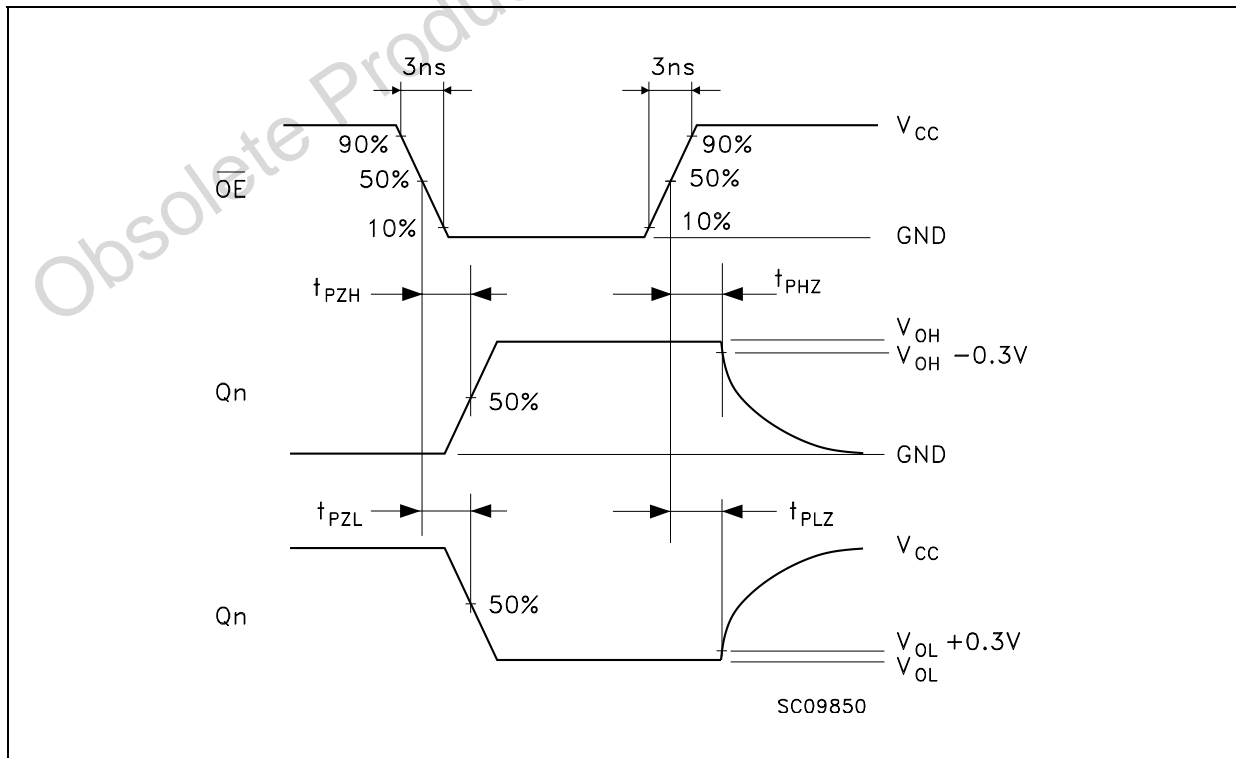 Obsolete Produ
3ns 3ns
90% 90% VCC
50% 50%
OE
10% 10% GND
tPZH tPHZ
VOH
VOH −0.3V
Qn 50%
GND
tPZL tPLZ
VCC
50%
Qn
VOL +0.3V
VOL
SC09850